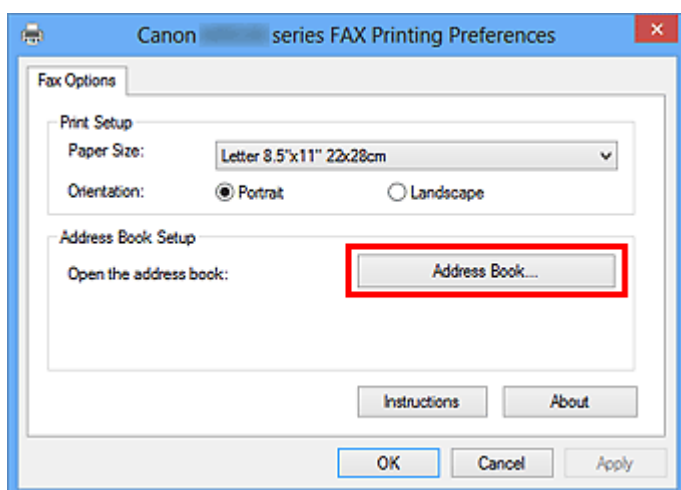 Canon series FAX Printing Preferences
Fax Options
Print Setup
Paper Size: Letter 8.5"x11" 22x28cm
Orientation: Portrait Landscape
Address Book Setup
Open the address book: Address Book...
Instructions About
OK Cancel Apply